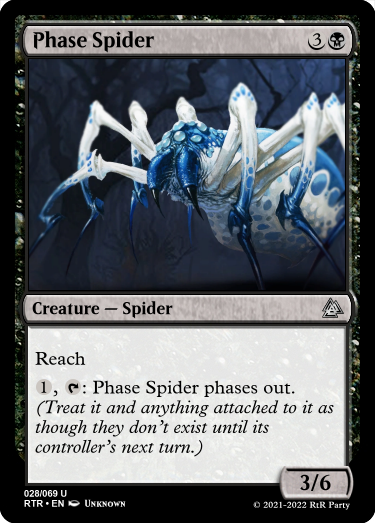 Phase Spider 3
Creature — Spider
Reach
1, : Phase Spider phases out.
(Treat it and anything attached to it as
though they don't exist until its
controller's next turn.)
3/6
028/069 U
RTR • EN Unknown
© 2021-2022 RtR Party